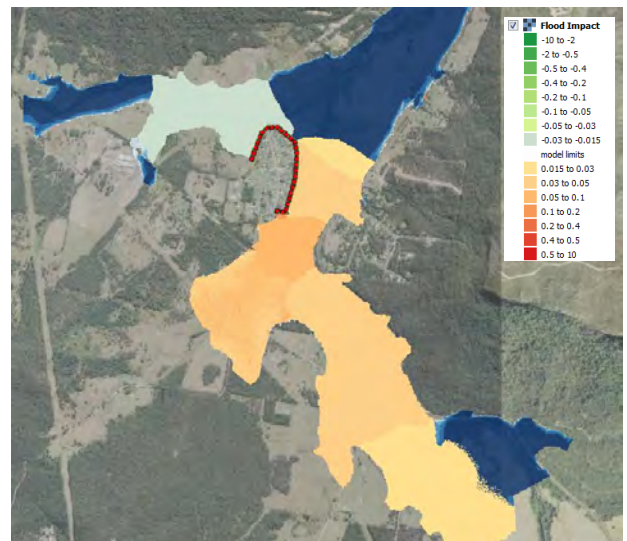 Flood Impact
-10 to -2
-2 to -0.5
-0.5 to -0.4
-0.4 to -0.2
-0.2 to -0.1
-0.1 to -0.05
-0.05 to -0.03
-0.03 to -0.015
model limits
0.015 to 0.03
0.03 to 0.05
0.05 to 0.1
0.1 to 0.2
0.2 to 0.4
0.4 to 0.5
0.5 to 10